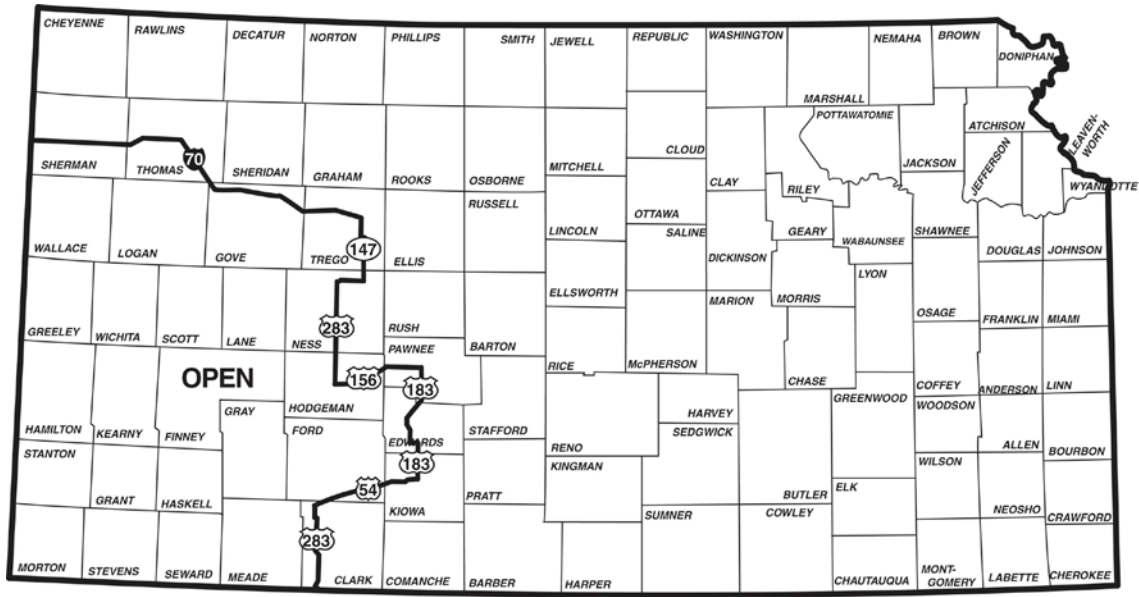 CHEYENNE
RAWLINS
DECATUR
NORTON
PHILLIPS
SMITH
JEWELL
REPUBLIC
WASHINGTON
NEMAHA
BROWN
DONIPHAN
MARSHALL
POTTAWATOMIE
ATCHISON
LEAVEN-
WORTH
SHERMAN
THOMAS
70
SHERIDAN
GRAHAM
ROOKS
OSBORNE
MITCHELL
CLOUD
CLAY
RILEY
JACKSON
JEFFERSON
WYANDOTTE
RUSSELL
LINCOLN
OTTAWA
SALINE
GEARY
WABAUNSEE
SHAWNEE
DOUGLAS
JOHNSON
WALLACE
LOGAN
GOVE
TREGO
147
ELLIS
ELLSWORTH
DICKINSON
MARION
MORRIS
LYON
OSAGE
FRANKLIN
MIAMI
GREELEY
WICHITA
SCOTT
LANE
NESS
283
RUSH
PAWNEE
BARTON
RICE
McPHERSON
CHASE
COFFEY
ANDERSON
LINN
OPEN
156
183
HODGEMAN
GRAY
FORD
HAMILTON
KEARNY
FINNEY
EDWARDS
STAFFORD
RENO
HARVEY
SEDGWICK
GREENWOOD
WOODSON
ALLEN
BOURBON
STANTON
GRANT
HASKELL
183
54
KIOWA
PRATT
KINGMAN
BUTLER
ELK
WILSON
NEOSHO
CRAWFORD
SUMNER
COWLEY
283
MORTON
STEVENS
SEWARD
MEADE
CLARK
COMANCHE
BARBER
HARPER
CHAUTAUQUA
MONT-
GOMERY
LABETTE
CHEROKEE